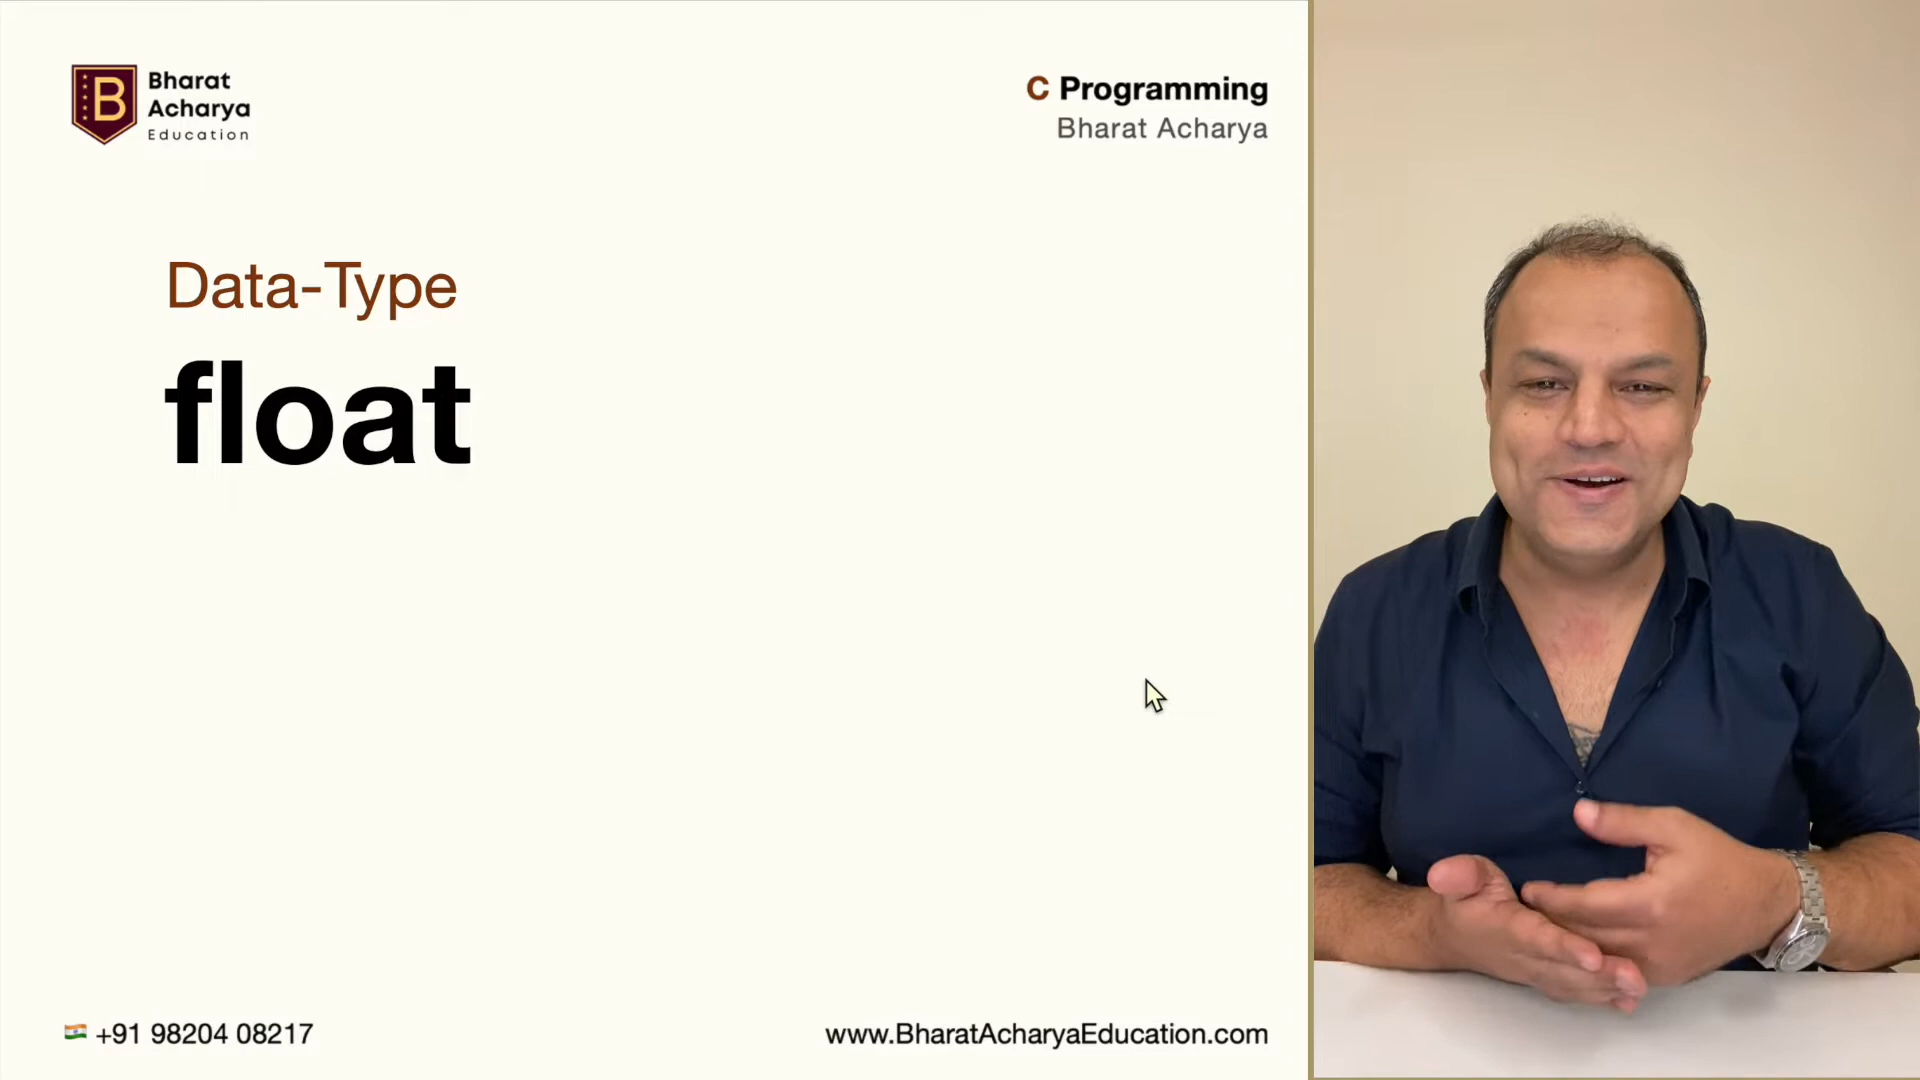 Bharat
Acharya
Education
C Programming
Bharat Acharya
Data-Type
float
+91 98204 08217
www.BharatAcharyaEducation.com